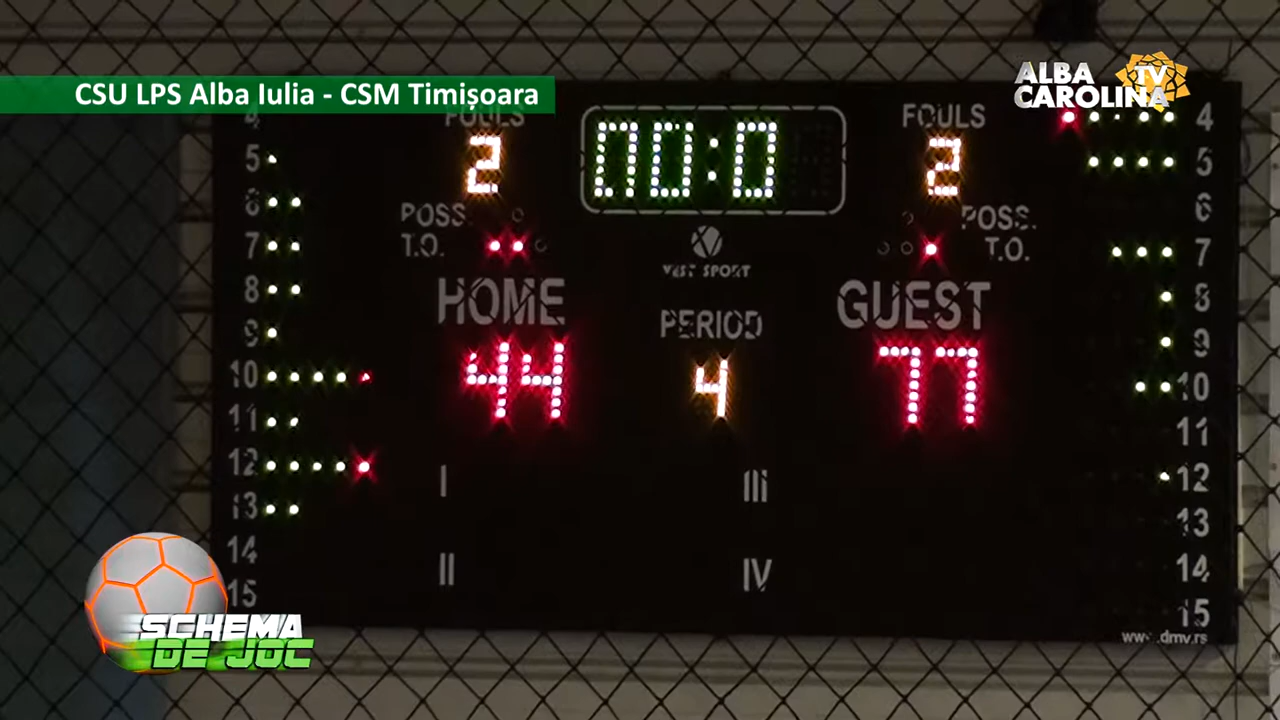 CSU LPS Alba Iulia - CSM Timișoara
ALBA CAROLINA TV
FOULS 00:0 FOULS
2 2
POSS. POSS.
T.O. T.O.
VEST SPORT
HOME PERIOD GUEST
44 4 77
I III
II IV
4 4
5 5
6 6
7 7
8 8
9 9
10 10
11 11
12 12
13 13
14 14
15 15
SCHEMA
DE JOC